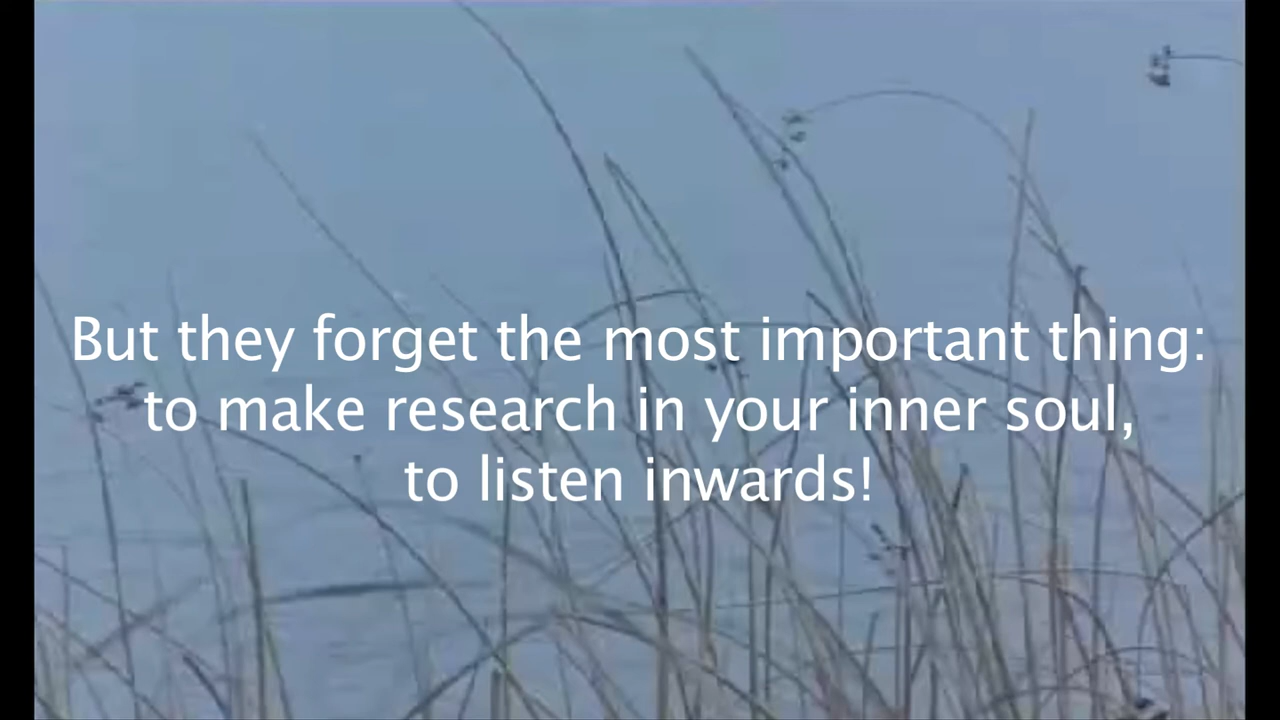 But they forget the most important thing:
to make research in your inner soul,
to listen inwards!